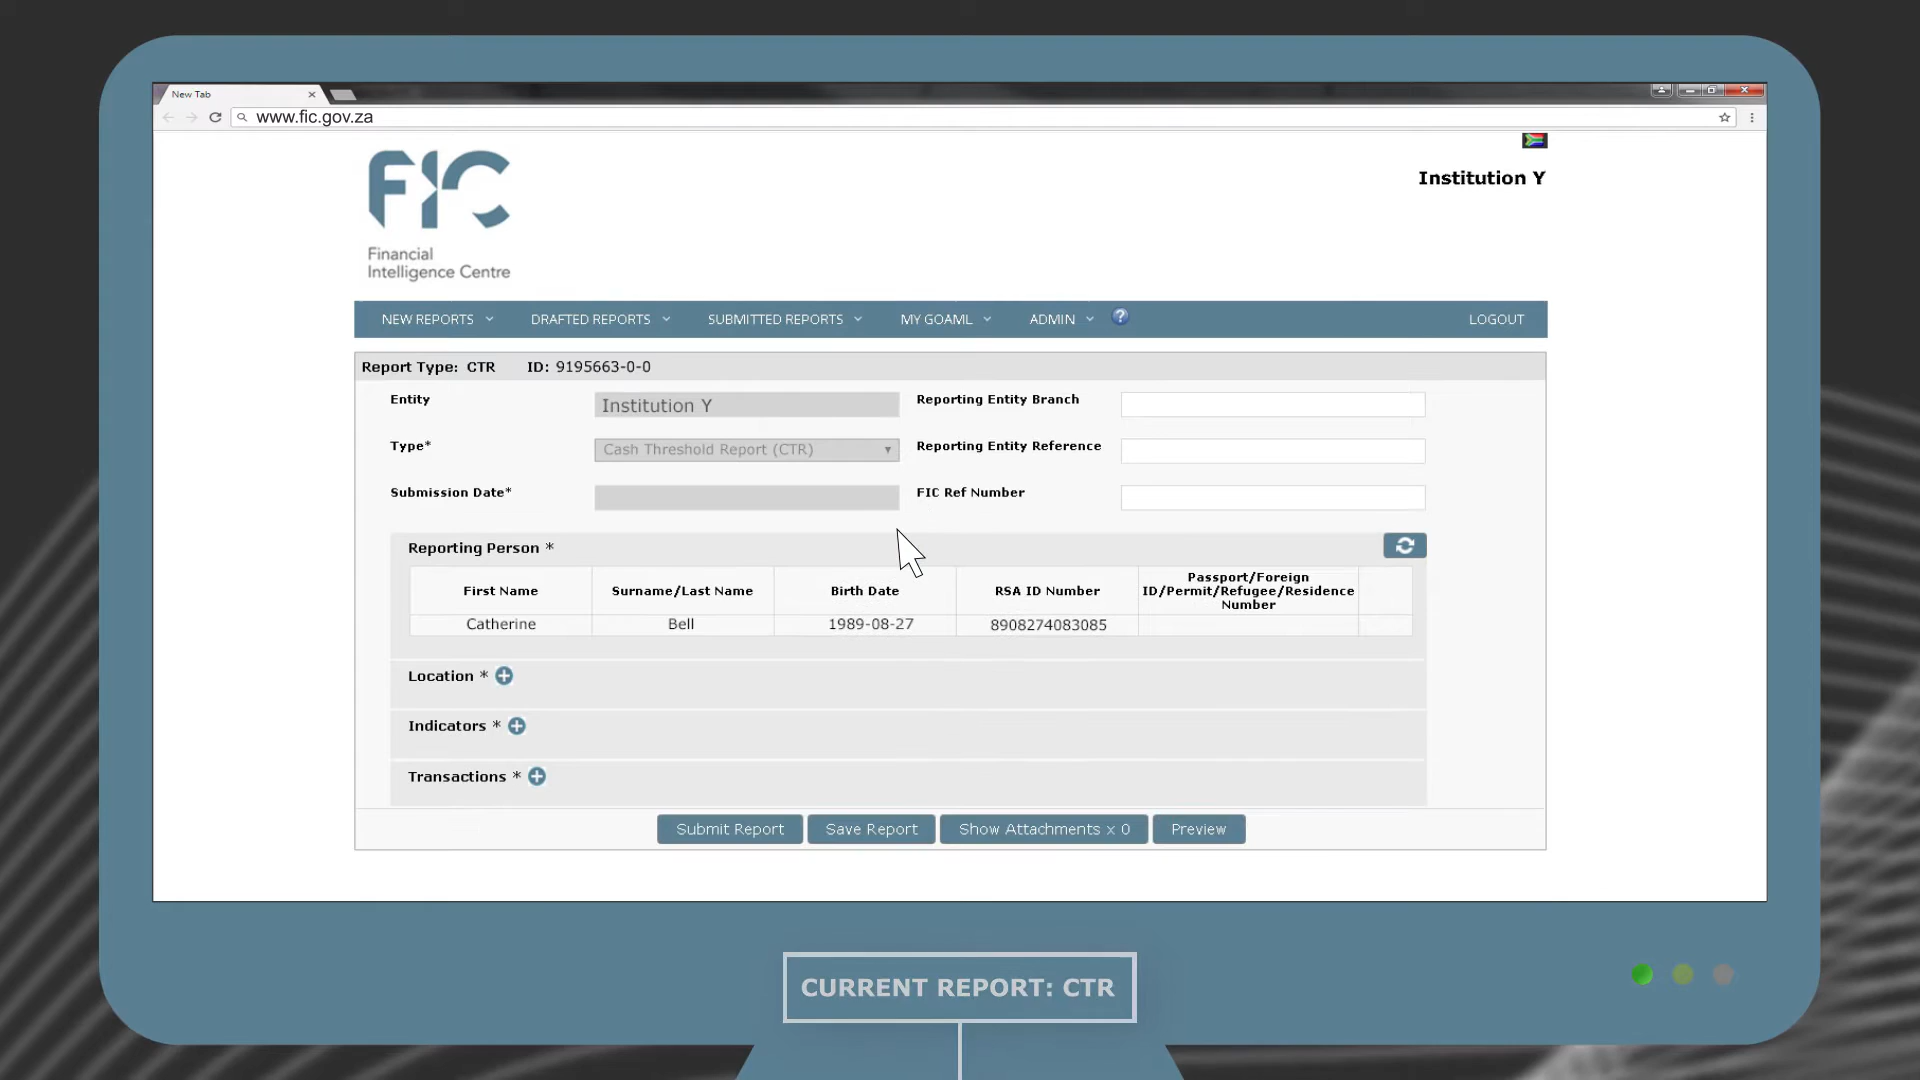 New Tab
www.fic.gov.za
FIC
Financial
Intelligence Centre
Institution Y
NEW REPORTS DRAFTED REPORTS SUBMITTED REPORTS MY GOAML ADMIN ? LOGOUT
Report Type: CTR ID: 9195663-0-0
Entity Institution Y Reporting Entity Branch
Type* Cash Threshold Report (CTR) Reporting Entity Reference
Submission Date* FIC Ref Number
Reporting Person *
First Name Surname/Last Name Birth Date RSA ID Number Passport/Foreign ID/Permit/Refugee/Residence Number
Catherine Bell 1989-08-27 8908274083085
Location *
Indicators *
Transactions *
Submit Report Save Report Show Attachments x 0 Preview
CURRENT REPORT: CTR